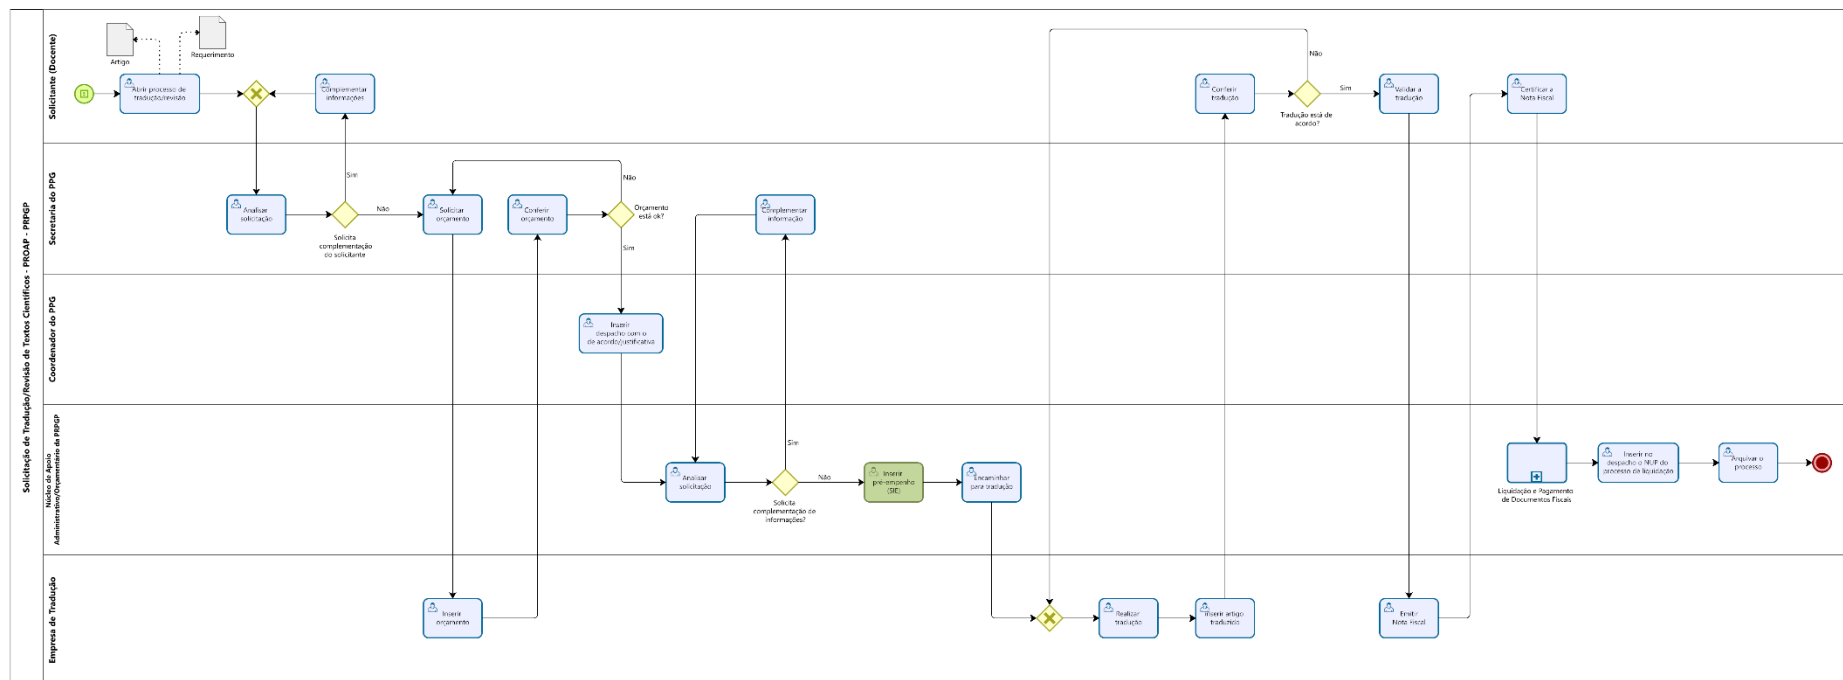 Solicitação de Tradução/Revisão de Textos Científicos - PROAP - PRPGP
Solicitante (Docente)
Artigo
Requerimento
Abrir processo de
tradução/revisão
Complementar
informações
Conferir
tradução
Não
Tradução está de
acordo?
Sim
Validar a
tradução
Certificar a
Nota Fiscal
Secretaria do PPG
Analisar
solicitação
Sim
Solicita
complementação
do solicitante
Não
Solicitar
orçamento
Conferir
orçamento
Não
Orçamento
está ok?
Sim
Complementar
informação
Coordenador do PPG
Inserir
despacho com o
de acordo/justificativa
Núcleo de Apoio
Administrativo/Orçamentário da PRPGP
Analisar
solicitação
Sim
Solicita
complementação de
informações?
Não
Inserir
pré-empenho
(SIE)
Encaminhar
para tradução
Liquidação e Pagamento
de Documentos Fiscais
Inserir no
despacho o NUP do
processo de liquidação
Arquivar o
processo
Empresa de Tradução
Inserir
orçamento
Realizar
tradução
Inserir artigo
traduzido
Emitir
Nota Fiscal